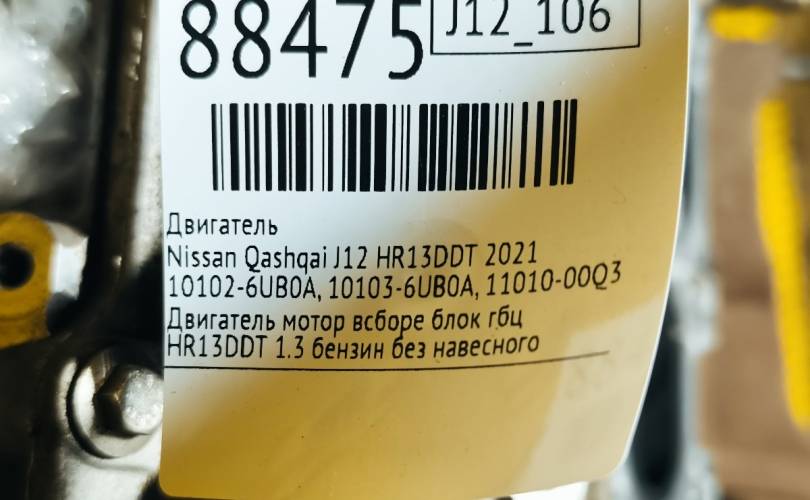 88475
J12_106
Двигатель
Nissan Qashqai J12 HR13DDT 2021
10102-6UB0A, 10103-6UB0A, 11010-00Q3
Двигатель мотор всборе блок гбц
HR13DDT 1.3 бензин без навесного